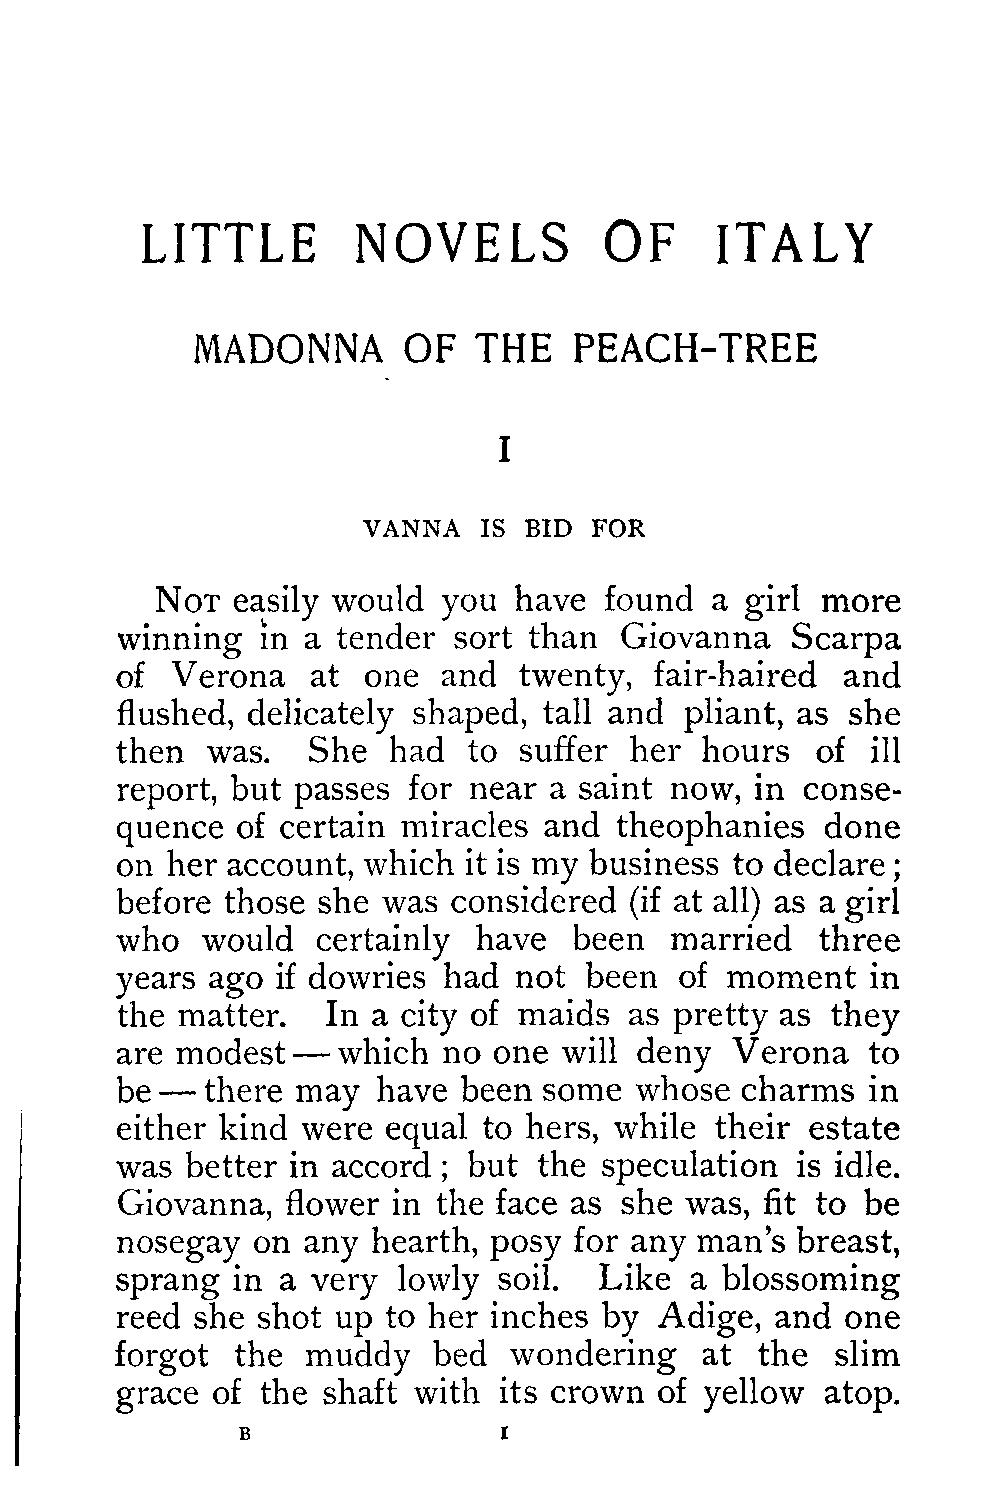 LITTLE NOVELS OF ITALY
MADONNA OF THE PEACH-TREE
I
VANNA IS BID FOR
NOT easily would you have found a girl more
winning in a tender sort than Giovanna Scarpa
of Verona at one and twenty, fair-haired and
flushed, delicately shaped, tall and pliant, as she
then was. She had to suffer her hours of ill
report, but passes for near a saint now, in conse-
quence of certain miracles and theophanies done
on her account, which it is my business to declare;
before those she was considered (if at all) as a girl
who would certainly have been married three
years ago if dowries had not been of moment in
the matter. In a city of maids as pretty as they
are modest — which no one will deny Verona to
be — there may have been some whose charms in
either kind were equal to hers, while their estate
was better in accord; but the speculation is idle.
Giovanna, flower in the face as she was, fit to be
nosegay on any hearth, posy for any man's breast,
sprang in a very lowly soil. Like a blossoming
reed she shot up to her inches by Adige, and one
forgot the muddy bed wondering at the slim
grace of the shaft with its crown of yellow atop.
B 1